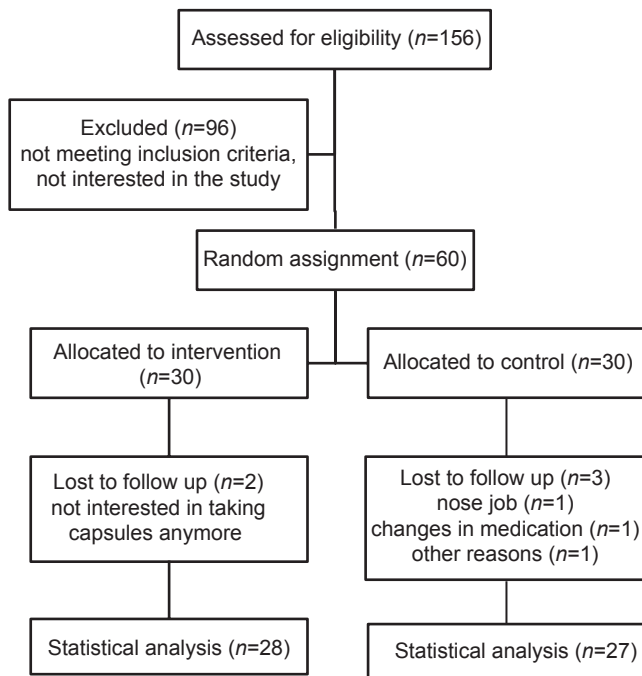 Assessed for eligibility (n=156)
Excluded (n=96)
not meeting inclusion criteria,
not interested in the study
Random assignment (n=60)
Allocated to intervention
(n=30)
Allocated to control (n=30)
Lost to follow up (n=2)
not interested in taking
capsules anymore
Lost to follow up (n=3)
nose job (n=1)
changes in medication (n=1)
other reasons (n=1)
Statistical analysis (n=28)
Statistical analysis (n=27)